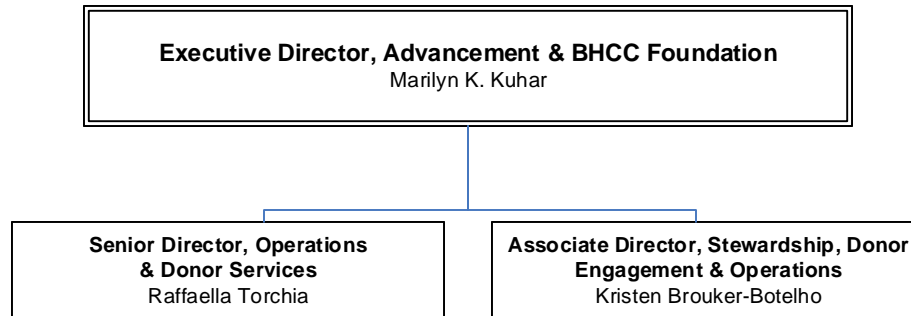 Executive Director, Advancement & BHCC Foundation
Marilyn K. Kuhar
Senior Director, Operations
& Donor Services
Raffaella Torchia
Associate Director, Stewardship, Donor
Engagement & Operations
Kristen Brouker-Botelho